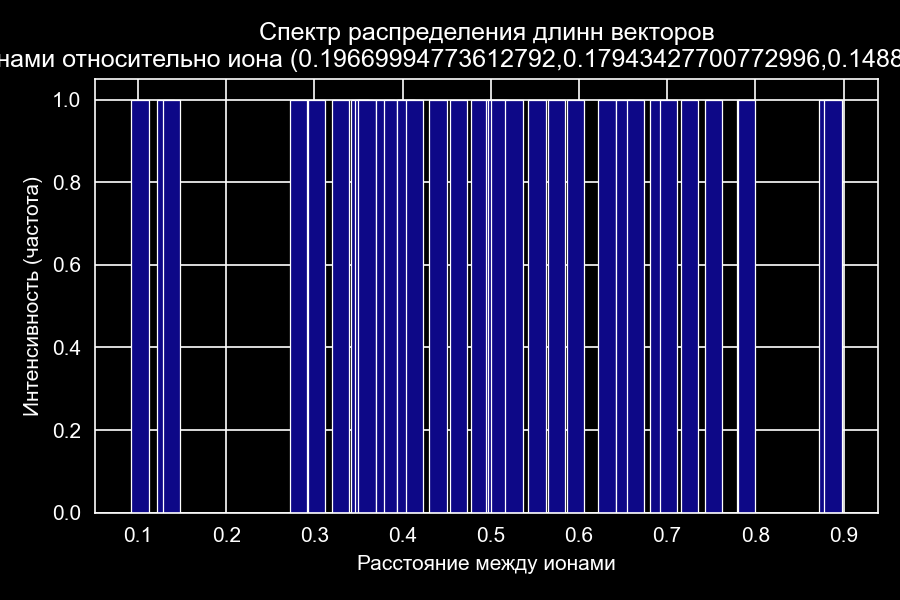 Спектр распределения длинн векторов
нами относительно иона (0.19669994773612792,0.17943427700772996,0.1488
1.0
0.8
0.6
0.4
0.2
0.0
Интенсивность (частота)
0.1 0.2 0.3 0.4 0.5 0.6 0.7 0.8 0.9
Расстояние между ионами